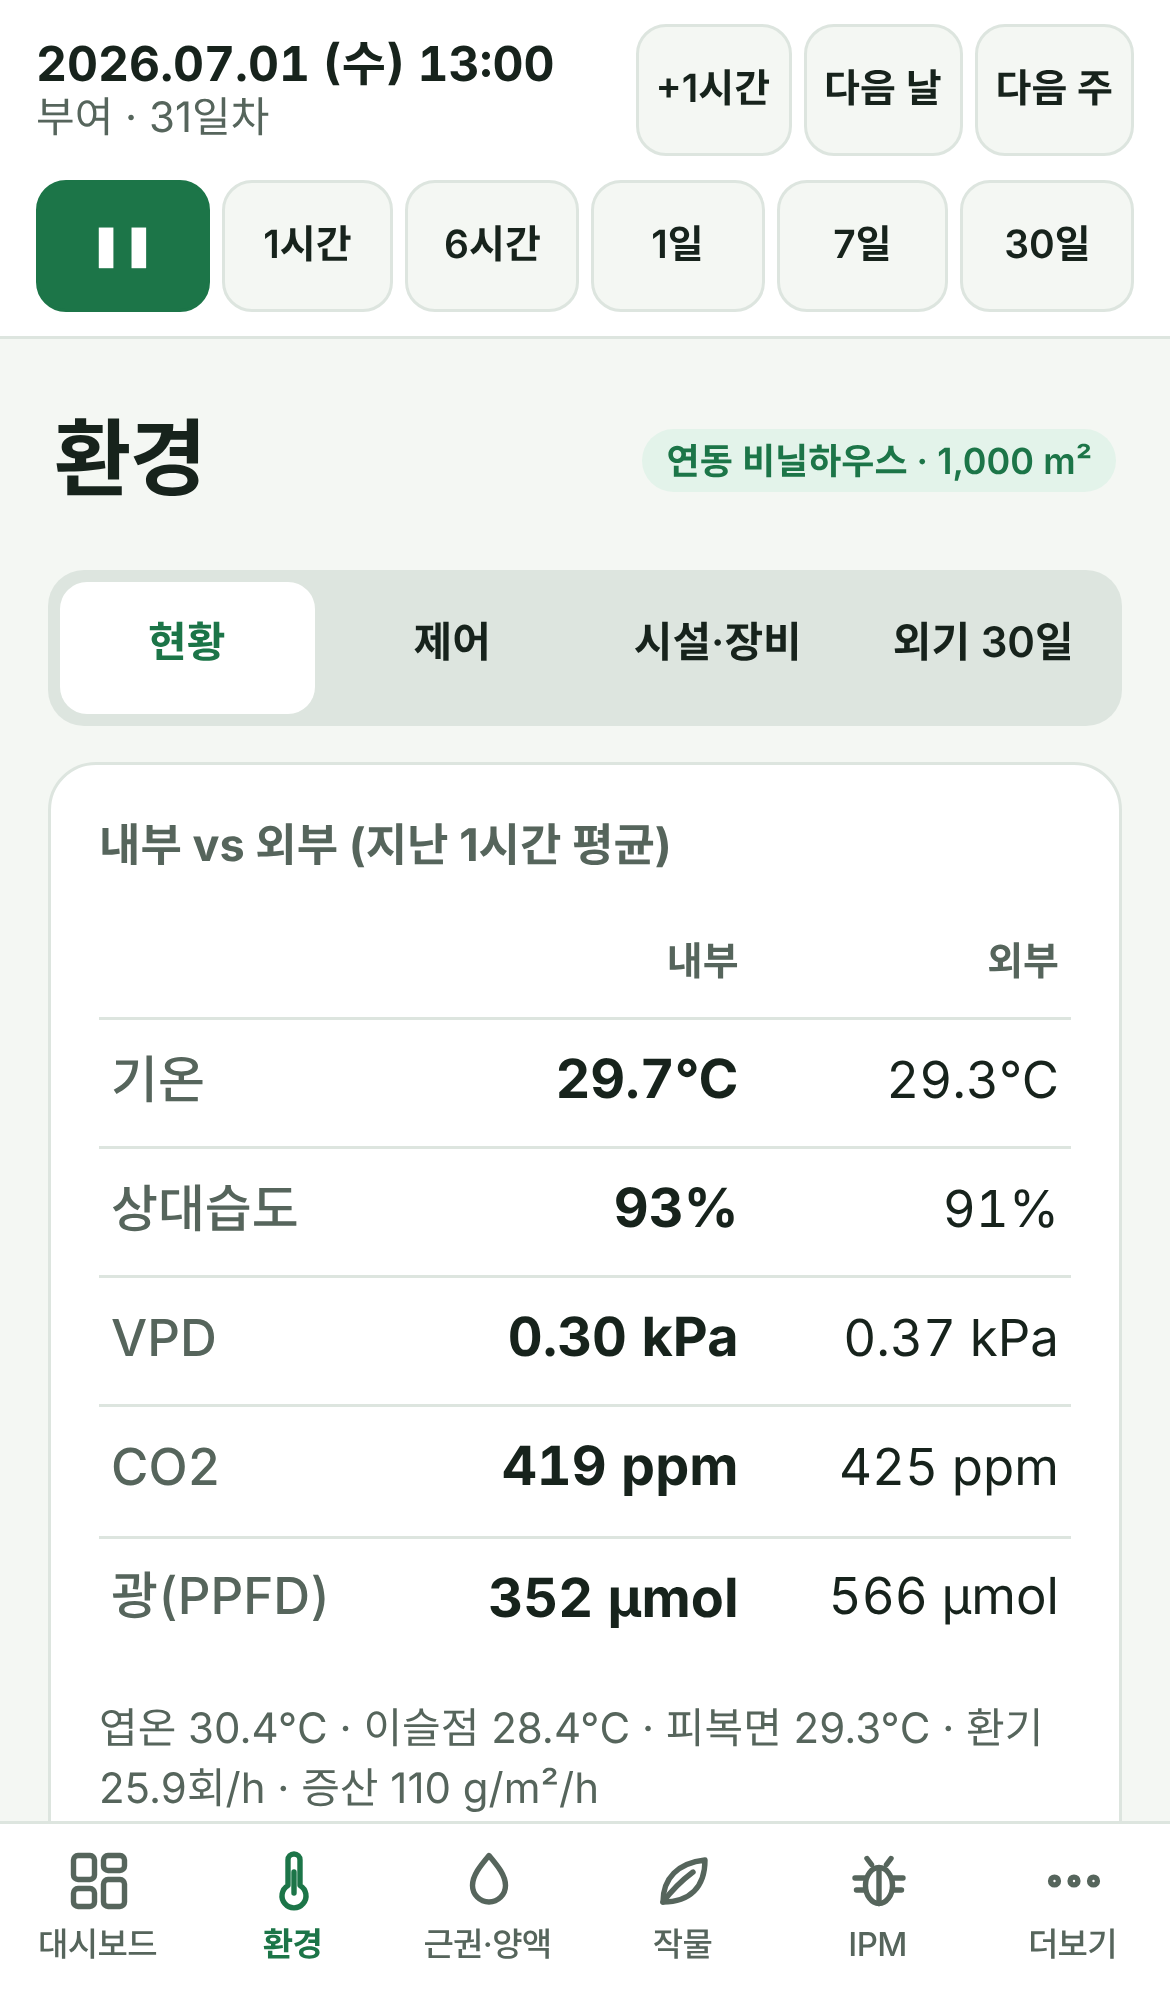 2026.07.01 (수) 13:00
부여 · 31일차
+1시간 다음 날 다음 주
1시간 6시간 1일 7일 30일
환경
연동 비닐하우스 · 1,000 m²
현황 제어 시설·장비 외기 30일
내부 vs 외부 (지난 1시간 평균)
내부 외부
기온 29.7°C 29.3°C
상대습도 93% 91%
VPD 0.30 kPa 0.37 kPa
CO2 419 ppm 425 ppm
광(PPFD) 352 µmol 566 µmol
엽온 30.4°C · 이슬점 28.4°C · 피복면 29.3°C · 환기
25.9회/h · 증산 110 g/m²/h
대시보드 환경 근권·양액 작물 IPM 더보기